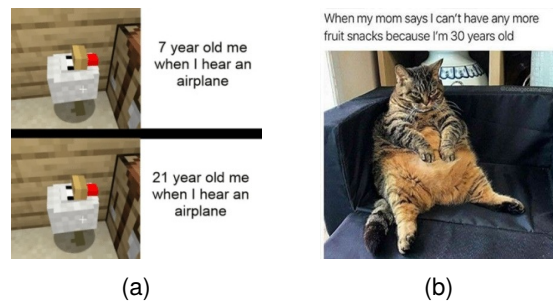 7 year old me
when I hear an
airplane
21 year old me
when I hear an
airplane
(a)
When my mom says I can't have any more
fruit snacks because I'm 30 years old
(b)